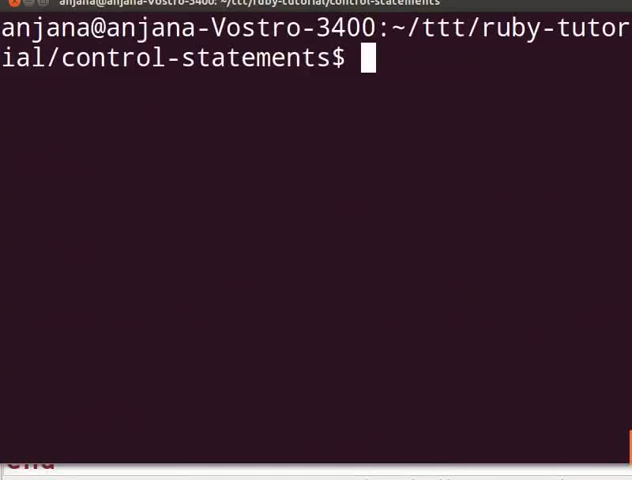 anjana@anjana-Vostro-3400: ~/ttt/ruby-tutorial/control-statements
anjana@anjana-Vostro-3400:~/ttt/ruby-tutor
ial/control-statements$
end